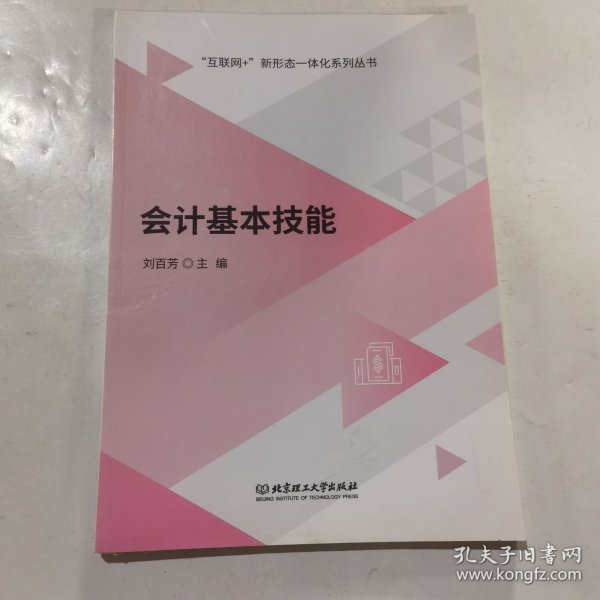 “互联网+”新形态一体化系列丛书
会计基本技能
刘百芳◎主 编
北京理工大学出版社
BEIJING INSTITUTE OF TECHNOLOGY PRESS
孔夫子旧书网
www.kongfz.com